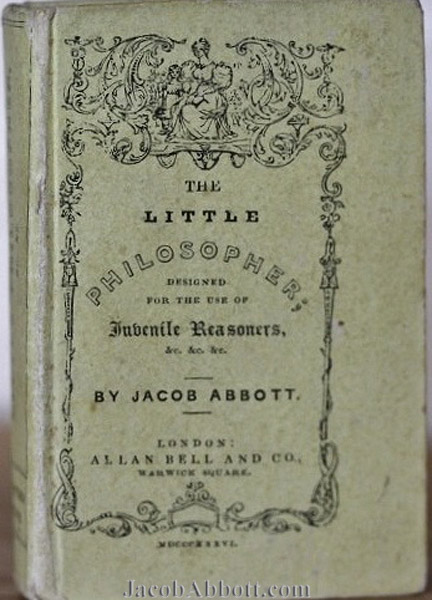 THE
LITTLE
PHILOSOPHER;
DESIGNED
FOR THE USE OF
Juvenile Reasoners,
&c. &c. &c.
BY JACOB ABBOTT.
LONDON:
ALLAN BELL AND CO.,
WARWICK SQUARE.
MDCCCXXXVI.
JacobAbbott.com